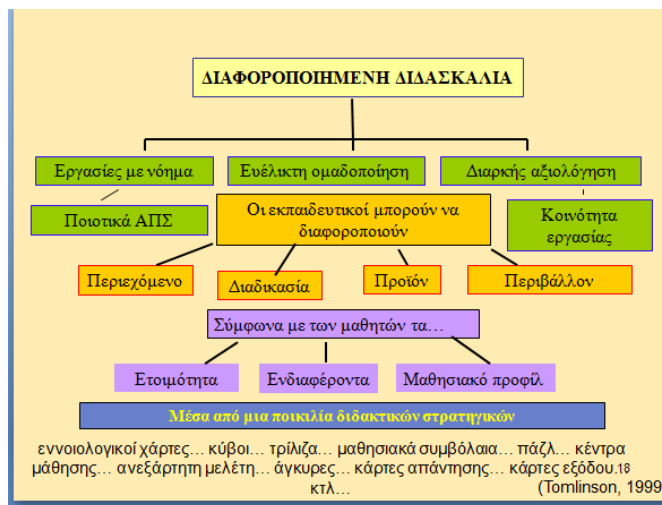 ΔΙΑΦΟΡΟΠΟΙΗΜΕΝΗ ΔΙΔΑΣΚΑΛΙΑ
Εργασίες με νόημα
Ευέλικτη ομαδοποίηση
Διαρκής αξιολόγηση
Ποιοτικά ΑΠΣ
Οι εκπαιδευτικοί μπορούν να
διαφοροποιούν
Κοινότητα
εργασίας
Περιεχόμενο
Διαδικασία
Προϊόν
Περιβάλλον
Σύμφωνα με των μαθητών τα…
Ετοιμότητα
Ενδιαφέροντα
Μαθησιακό προφίλ
Μέσα από μια ποικιλία διδακτικών στρατηγικών
εννοιολογικοί χάρτες… κύβοι… τρίλιζα… μαθησιακά συμβόλαια… πάζλ… κέντρα
μάθησης… ανεξάρτητη μελέτη… άγκυρες… κάρτες απάντησης… κάρτες εξόδου.18
κτλ…
(Tomlinson, 1999